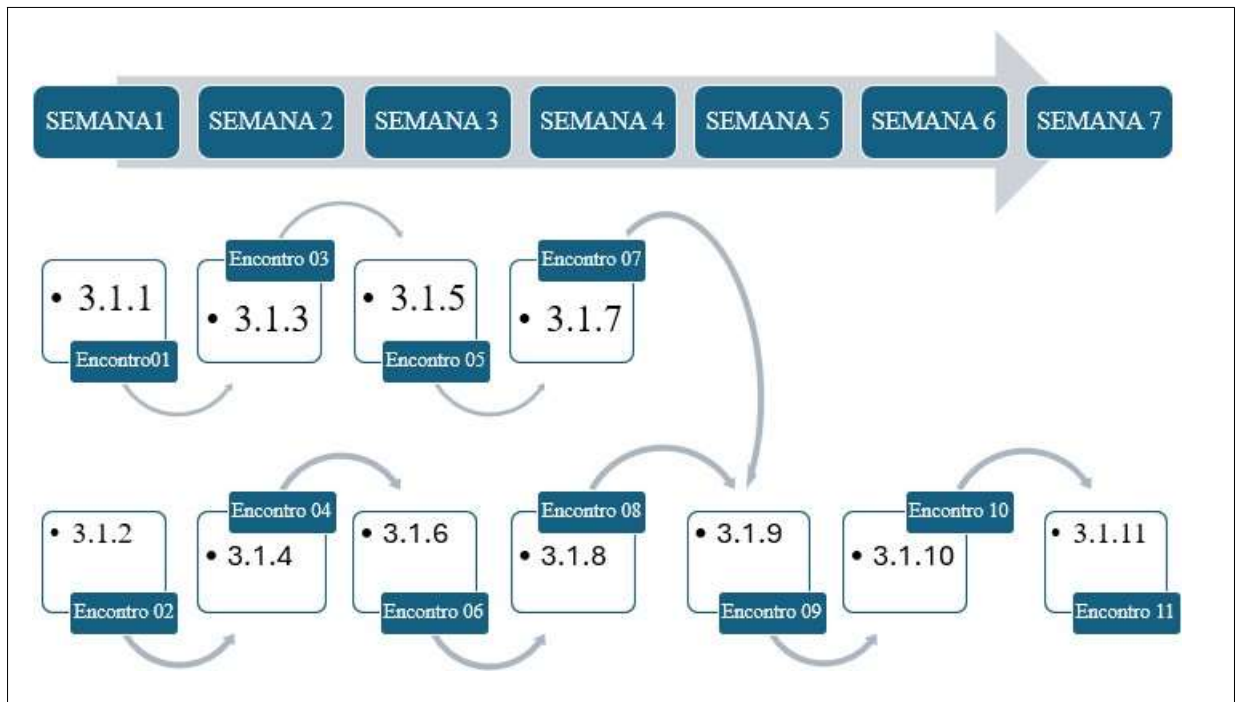 SEMANA1
SEMANA 2
SEMANA 3
SEMANA 4
SEMANA 5
SEMANA 6
SEMANA 7
• 3.1.1
Encontro01
Encontro 03
• 3.1.3
• 3.1.5
Encontro 05
Encontro 07
• 3.1.7
• 3.1.2
Encontro 02
Encontro 04
• 3.1.4
• 3.1.6
Encontro 06
Encontro 08
• 3.1.8
• 3.1.9
Encontro 09
Encontro 10
• 3.1.10
• 3.1.11
Encontro 11